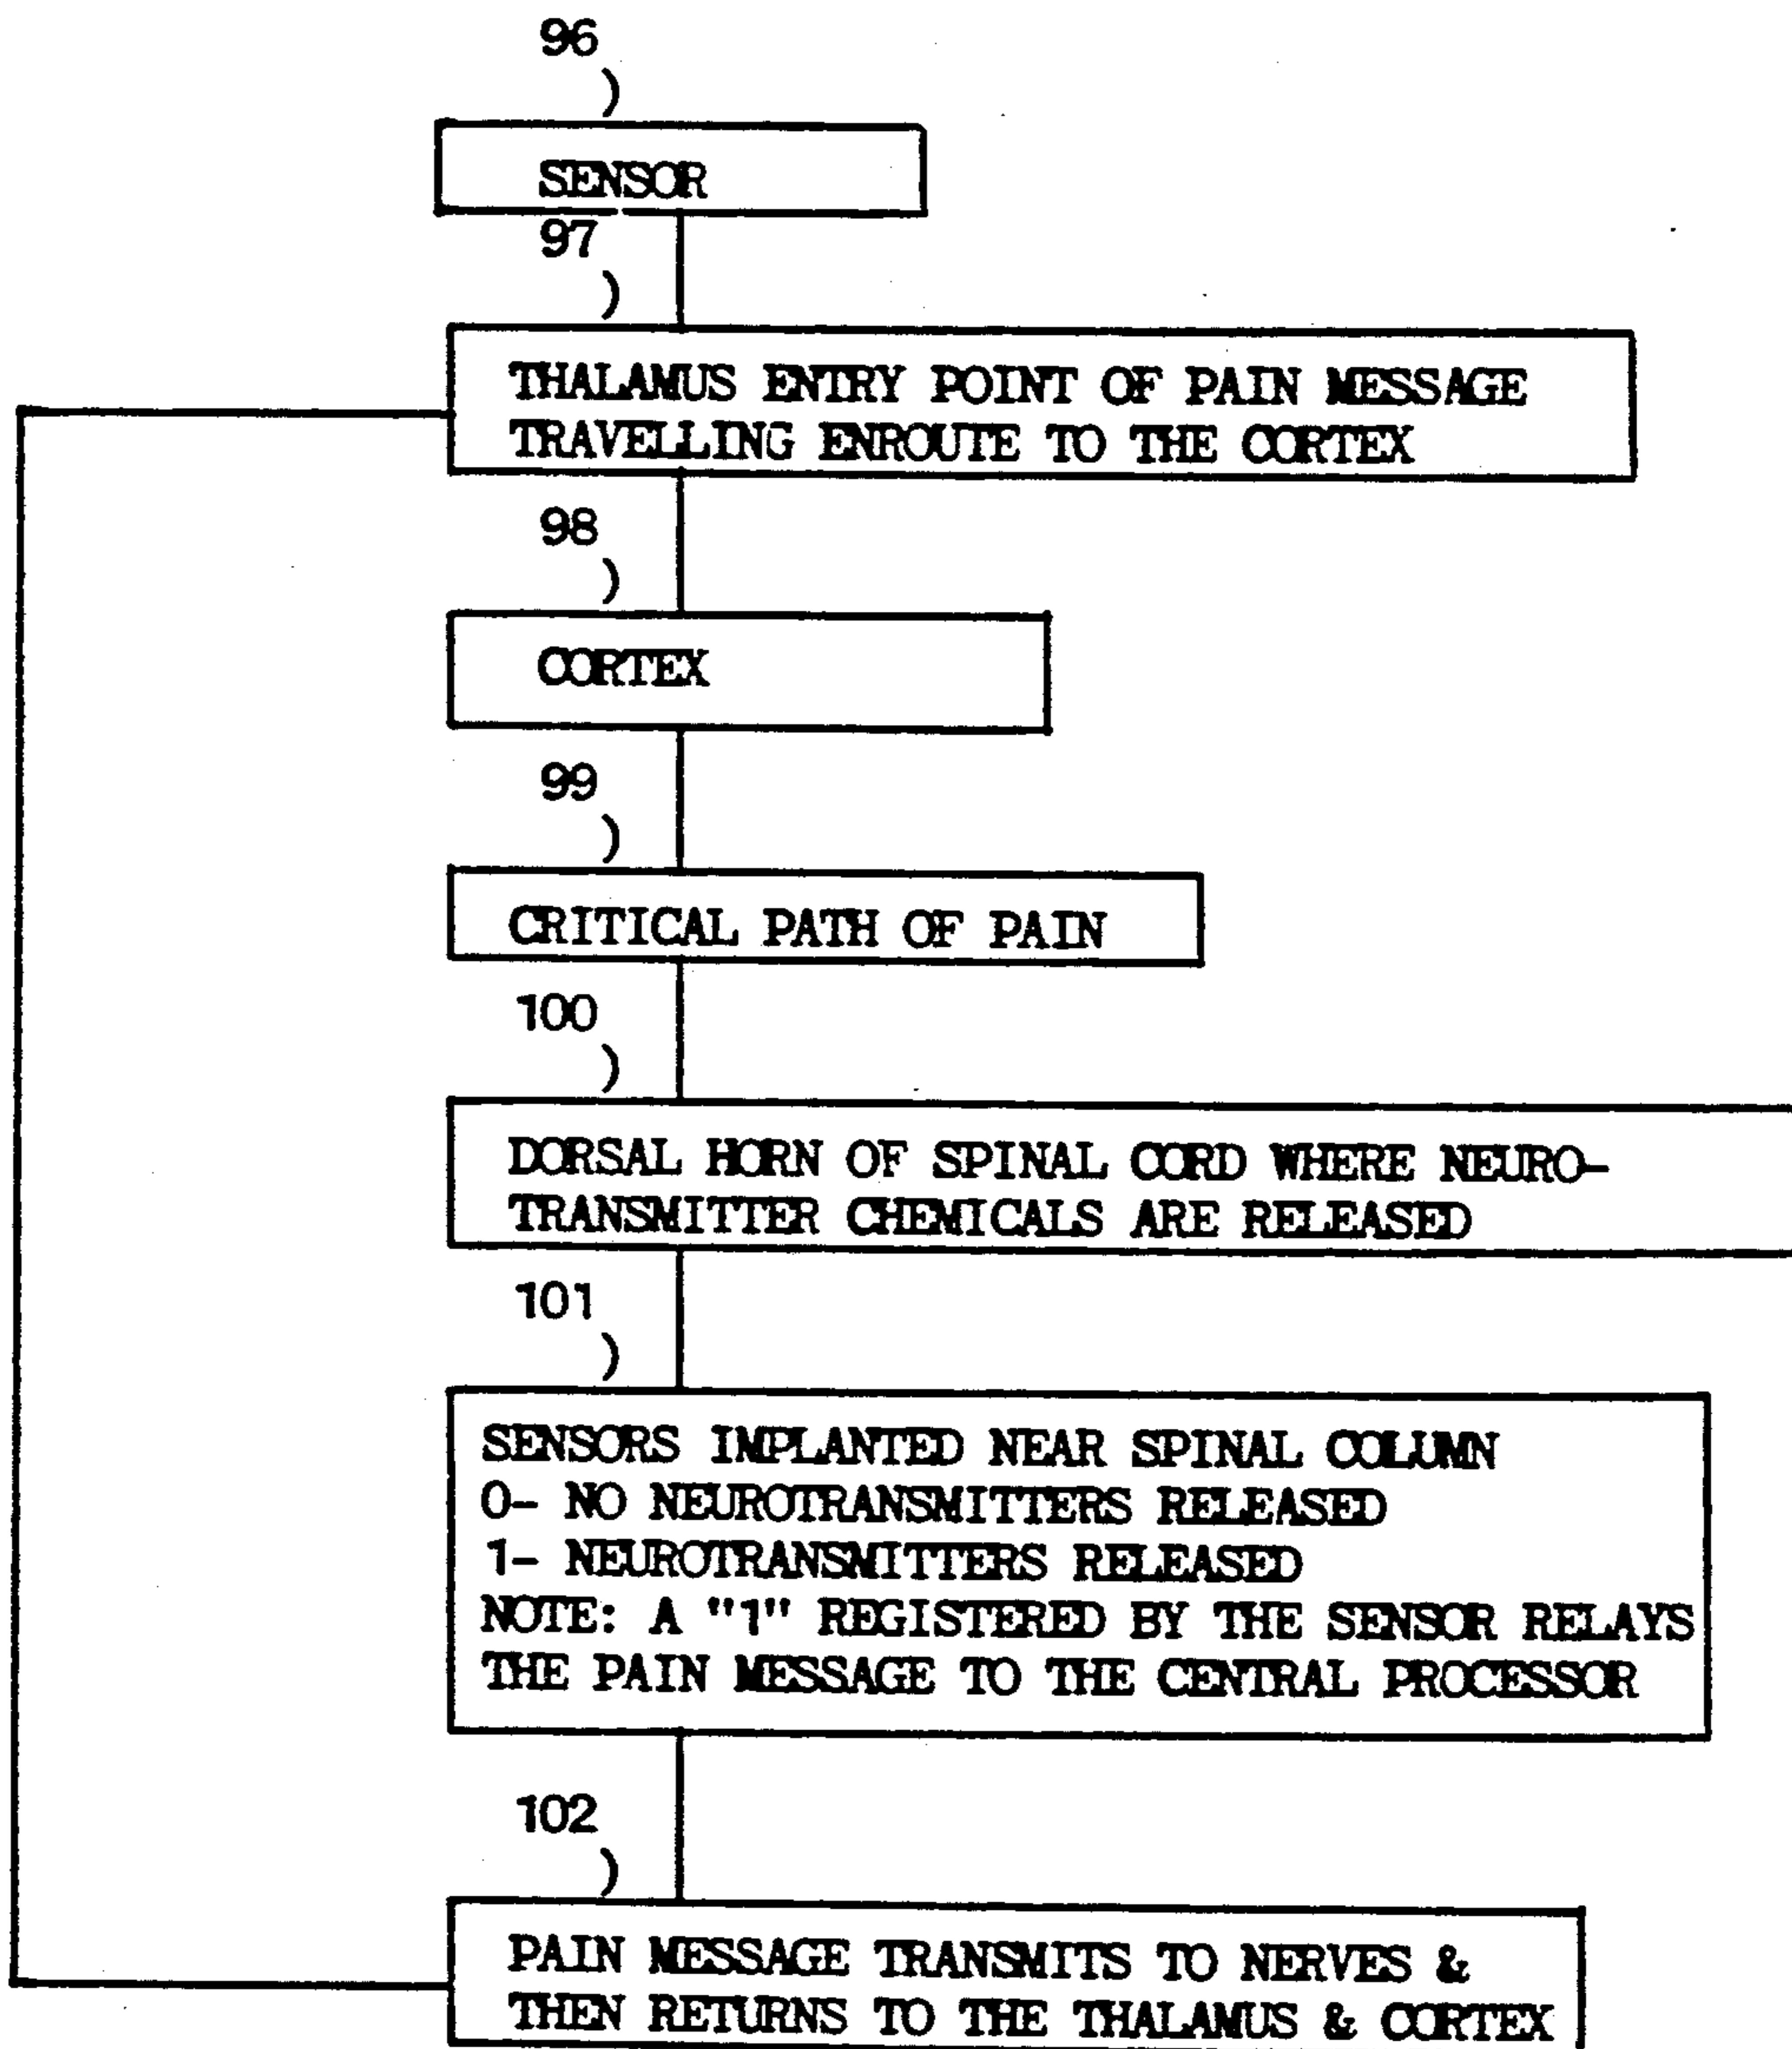 96
SENSOR
97
THALAMUS ENTRY POINT OF PAIN MESSAGE
TRAVELLING ENROUTE TO THE CORTEX
98
CORTEX
99
CRITICAL PATH OF PAIN
100
DORSAL HORN OF SPINAL CORD WHERE NEURO-
TRANSMITTER CHEMICALS ARE RELEASED
101
SENSORS IMPLANTED NEAR SPINAL COLUMN
0- NO NEUROTRANSMITTERS RELEASED
1- NEUROTRANSMITTERS RELEASED
NOTE: A "1" REGISTERED BY THE SENSOR RELAYS
THE PAIN MESSAGE TO THE CENTRAL PROCESSOR
102
PAIN MESSAGE TRANSMITS TO NERVES &
THEN RETURNS TO THE THALAMUS & CORTEX